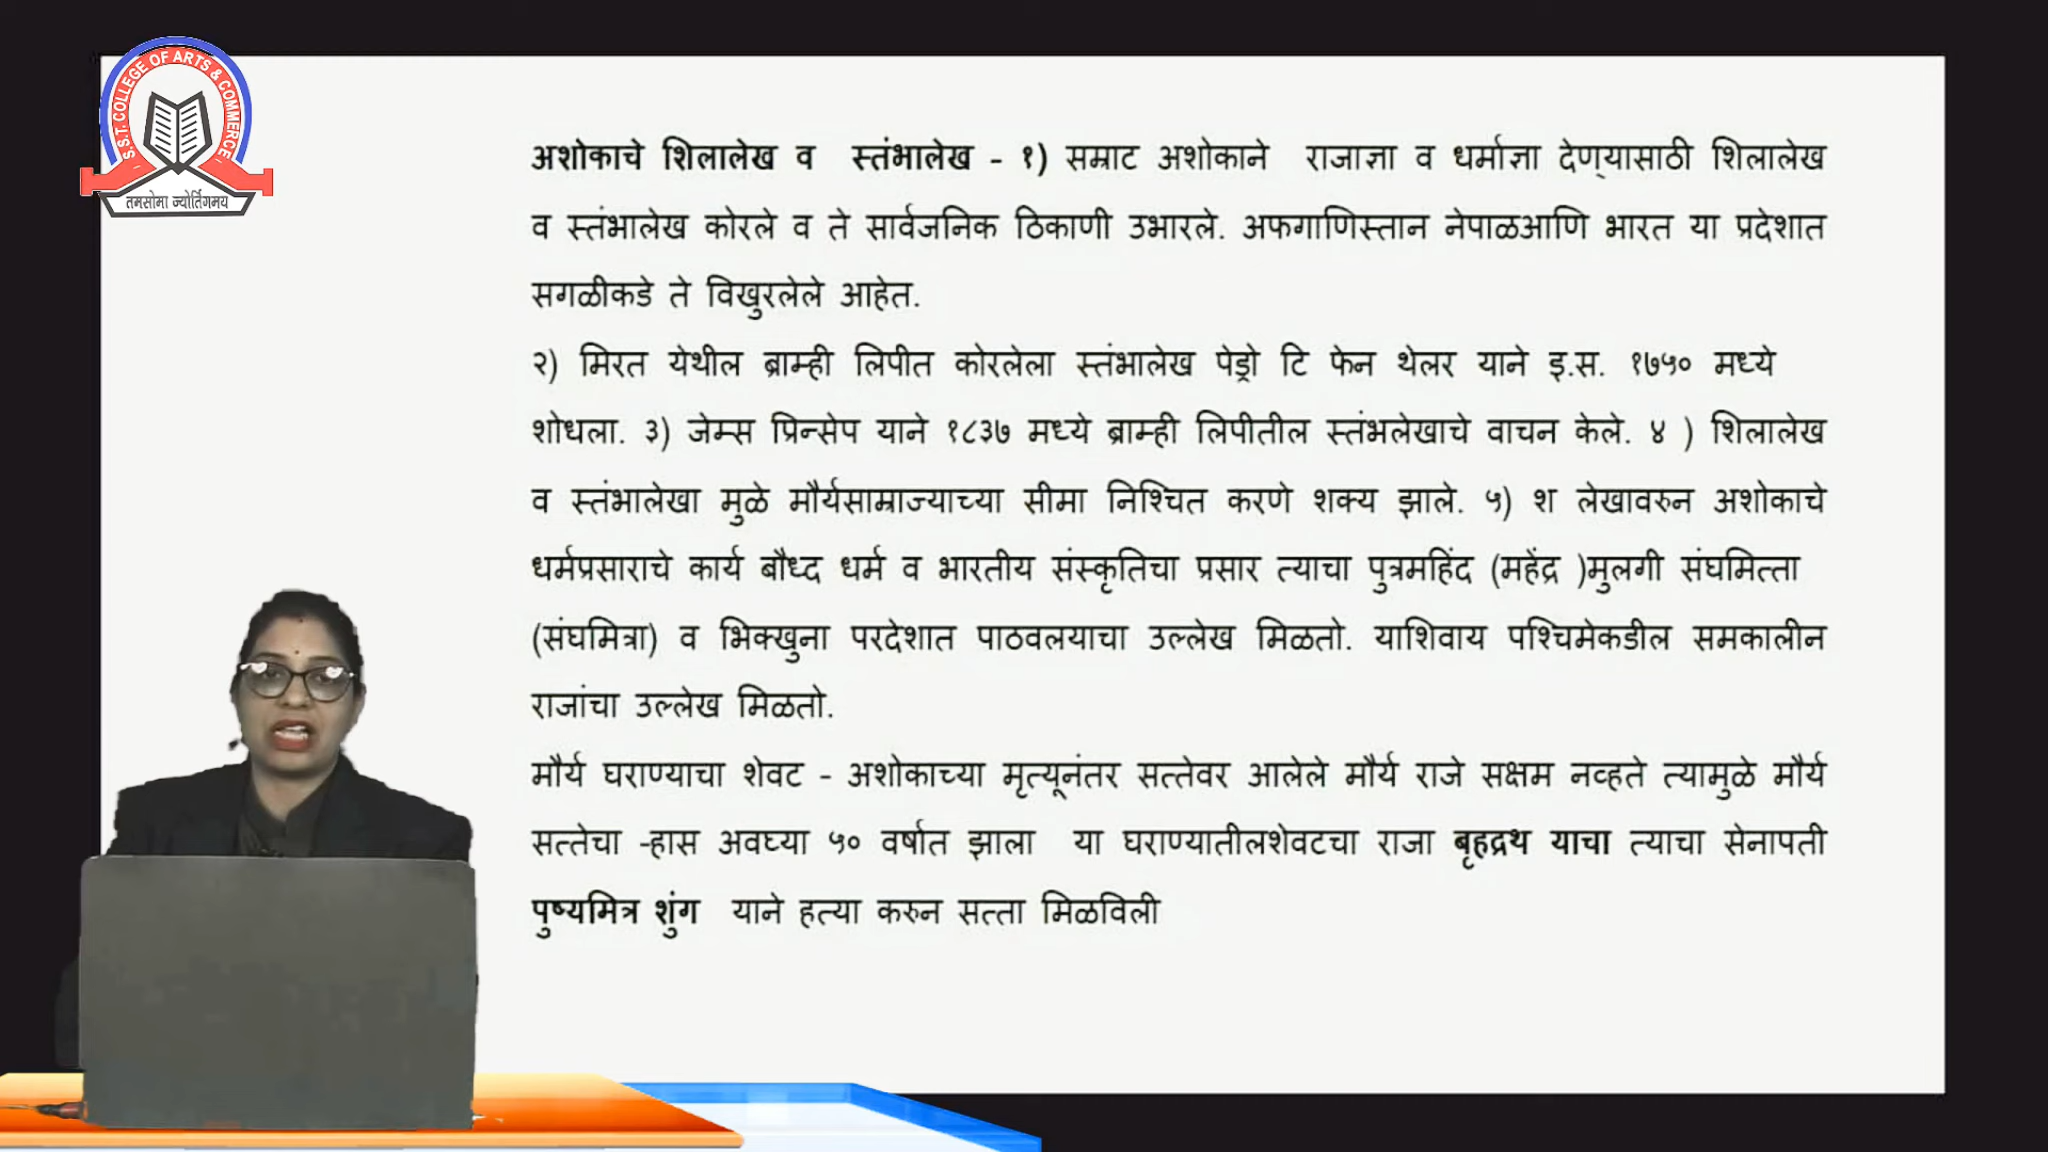 S.S.T. COLLEGE OF ARTS & COMMERCE
तमसोमा ज्योर्तिगमय
अशोकाचे शिलालेख व स्तंभालेख - १) सम्राट अशोकाने राजाज्ञा व धर्माज्ञा देण्‌यासाठी शिलालेख
व स्तंभालेख कोरले व ते सार्वजनिक ठिकाणी उभारले. अफगाणिस्तान नेपाळआणि भारत या प्रदेशात
सगळीकडे ते विखुरलेले आहेत.
२) मिरत येथील ब्राम्ही लिपीत कोरलेला स्तंभालेख पेड्रो टि फेन थेलर याने इ.स. १७५० मध्ये
शोधला. ३) जेम्स प्रिन्सेप याने १८३७ मध्ये ब्राम्ही लिपीतील स्तंभलेखाचे वाचन केले. ४ ) शिलालेख
व स्तंभालेखा मुळे मौर्यसाम्राज्याच्या सीमा निश्चित करणे शक्य झाले. ५) श लेखावरुन अशोकाचे
धर्मप्रसाराचे कार्य बौध्द धर्म व भारतीय संस्कृतिचा प्रसार त्याचा पुत्रमहिंद (महेंद्र )मुलगी संघमित्ता
(संघमित्रा) व भिक्खुना परदेशात पाठवलयाचा उल्लेख मिळतो. याशिवाय पश्चिमेकडील समकालीन
राजांचा उल्लेख मिळतो.
मौर्य घराण्याचा शेवट - अशोकाच्या मृत्यूनंतर सत्तेवर आलेले मौर्य राजे सक्षम नव्हते त्यामुळे मौर्य
सत्तेचा -हास अवघ्या ५० वर्षात झाला या घराण्यातीलशेवटचा राजा बृहद्रथ याचा त्याचा सेनापती
पुष्यमित्र शुंग याने हत्या करुन सत्ता मिळविली